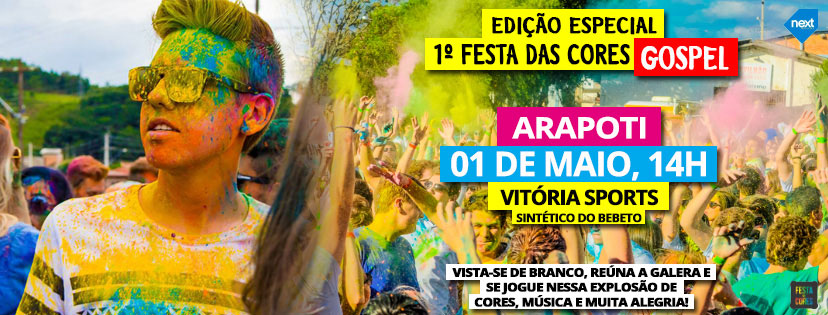 next
EDIÇÃO ESPECIAL
1º FESTA DAS CORES GOSPEL
ARAPOTI
01 DE MAIO, 14H
VITÓRIA SPORTS
SINTÉTICO DO BEBETO
VISTA-SE DE BRANCO, REÚNA A GALERA E
SE JOGUE NESSA EXPLOSÃO DE
CORES, MÚSICA E MUITA ALEGRIA!
FESTA
DAS
CORES